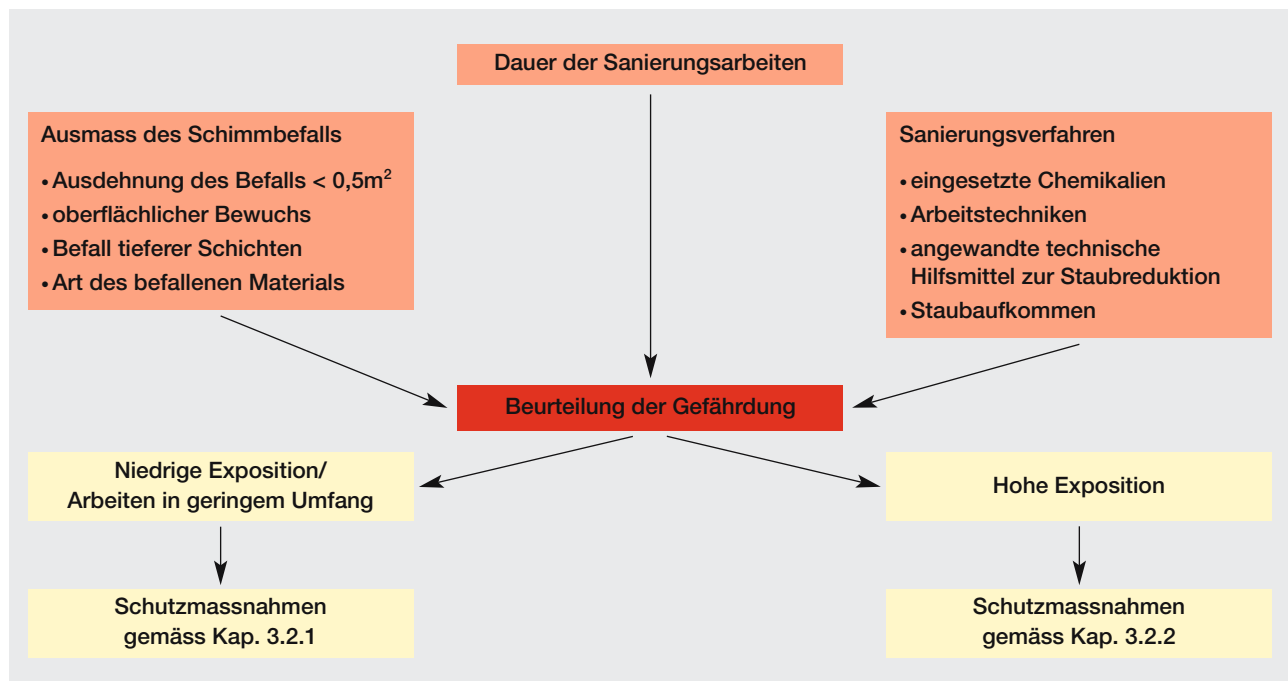 Dauer der Sanierungsarbeiten
Ausmass des Schimmbefalls
• Ausdehnung des Befalls < 0,5m²
• oberflächlicher Bewuchs
• Befall tieferer Schichten
• Art des befallenen Materials
Sanierungsverfahren
• eingesetzte Chemikalien
• Arbeitstechniken
• angewandte technische
Hilfsmittel zur Staubreduktion
• Staubaufkommen
Beurteilung der Gefährdung
Niedrige Exposition/
Arbeiten in geringem Umfang
Hohe Exposition
Schutzmassnahmen
gemäss Kap. 3.2.1
Schutzmassnahmen
gemäss Kap. 3.2.2